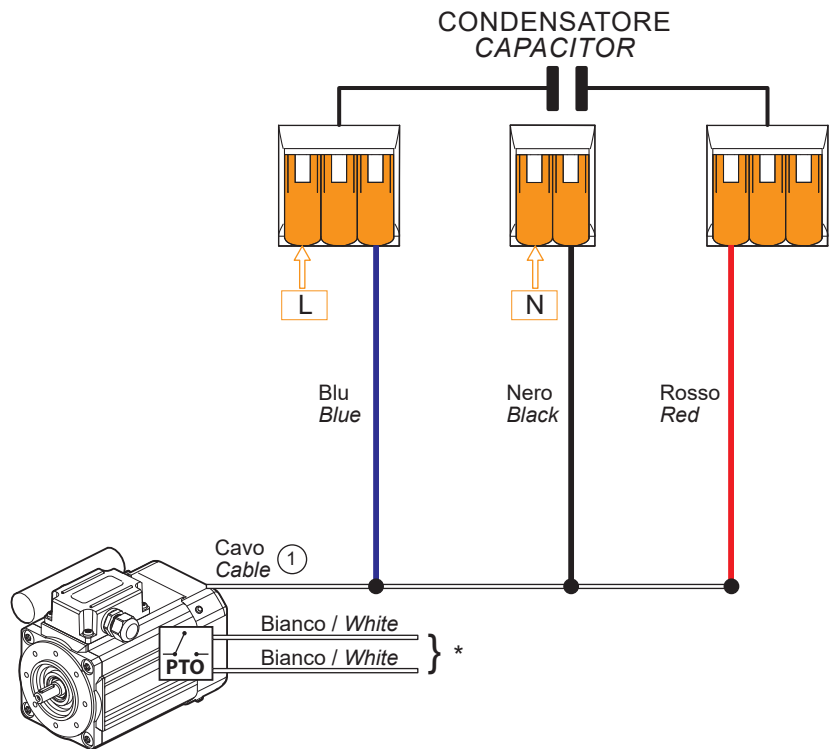 CONDENSATORE
CAPACITOR
L
N
Blu
Blue
Nero
Black
Rosso
Red
Cavo
Cable
1
Bianco / White
Bianco / White
} *
PTO